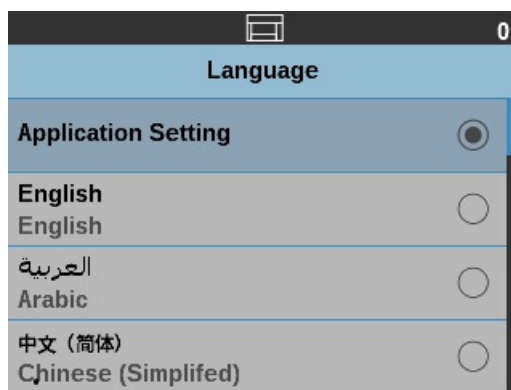 0
Language
Application Setting
English
English
العربية
Arabic
中文（简体）
Chinese (Simplifed)